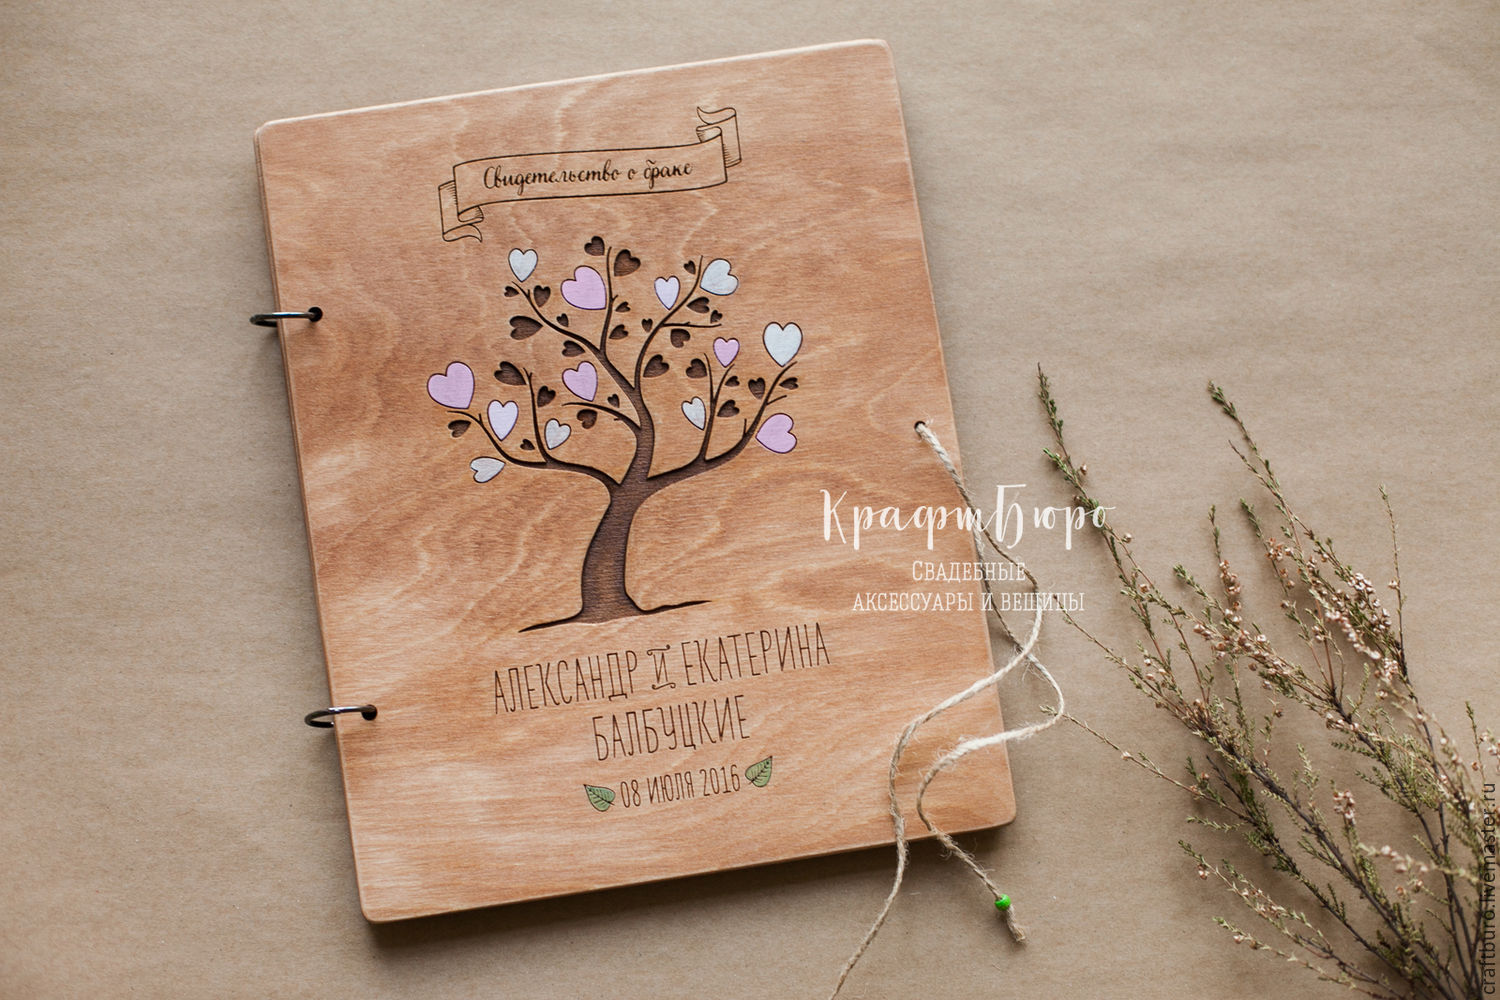 Свидетельство о браке
КрафтБюро
Свадебные
аксессуары и вещицы
АЛЕКСАНДР И ЕКАТЕРИНА
БАЛБУЦКИЕ
08 ИЮЛЯ 2016
craftburo.livemaster.ru